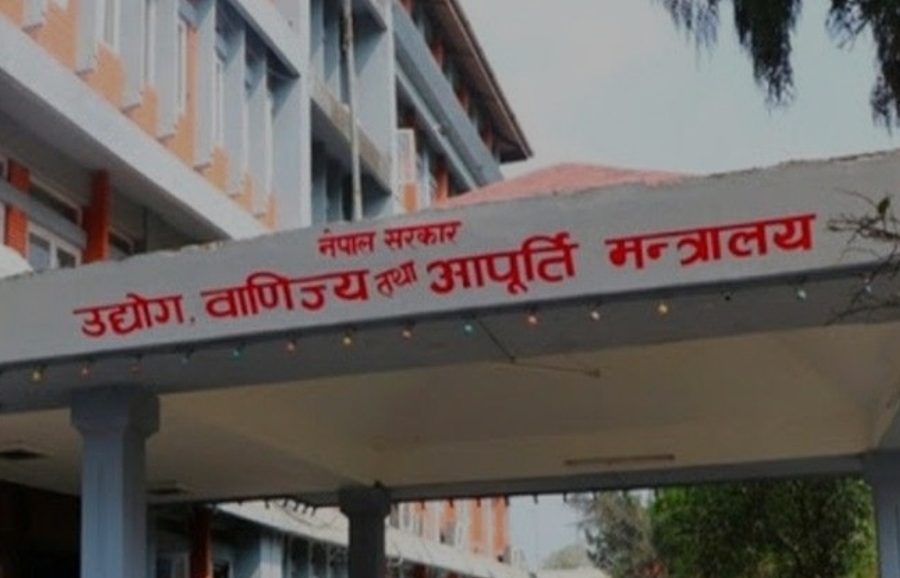 नेपाल सरकार
उद्योग, वाणिज्य तथा आपूर्ति मन्त्रालय